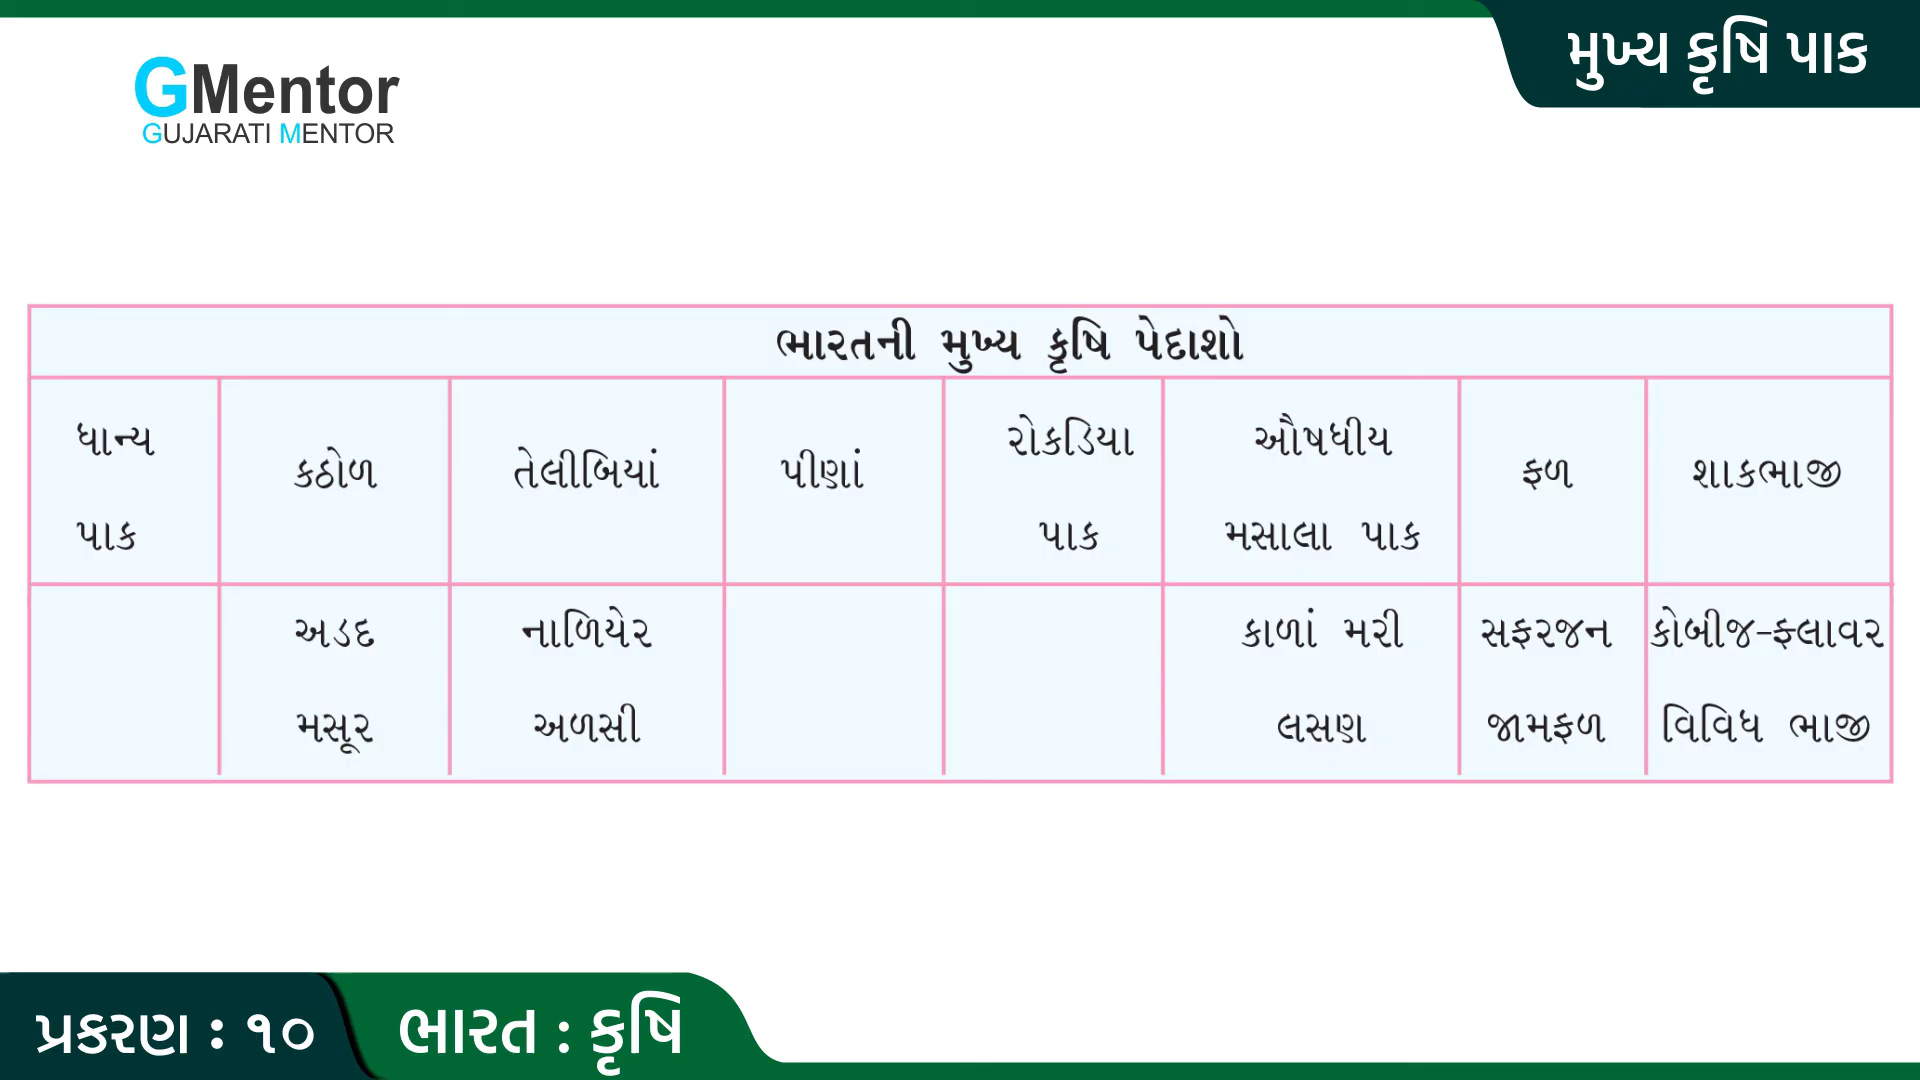 મુખ્ય કૃષિ પાક
GMentor
GUJARATI MENTOR
ભારતની મુખ્ય કૃષિ પેદાશો
ધાન્ય પાક
કઠોળ
તેલીબિયાં
પીણાં
રોકડિયા પાક
ઔષધીય મસાલા પાક
ફળ
શાકભાજી
અડદ
નાળિયેર
કાળાં મરી
સફરજન
કોબીજ-ફ્લાવર
મસૂર
અળસી
લસણ
જામફળ
વિવિધ ભાજી
પ્રકરણ : ૧૦
ભારત : કૃષિ